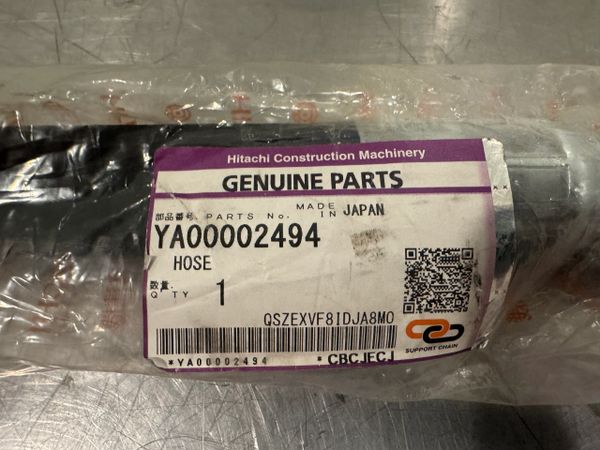 Hitachi Construction Machinery
GENUINE PARTS
部品番号. PARTS No. MADE IN JAPAN
YA00002494
HOSE
数量.
Q'TY 1
QSZEXVF8IDJA8MO
*YA00002494 * CBCJECJ
SUPPORT CHAIN